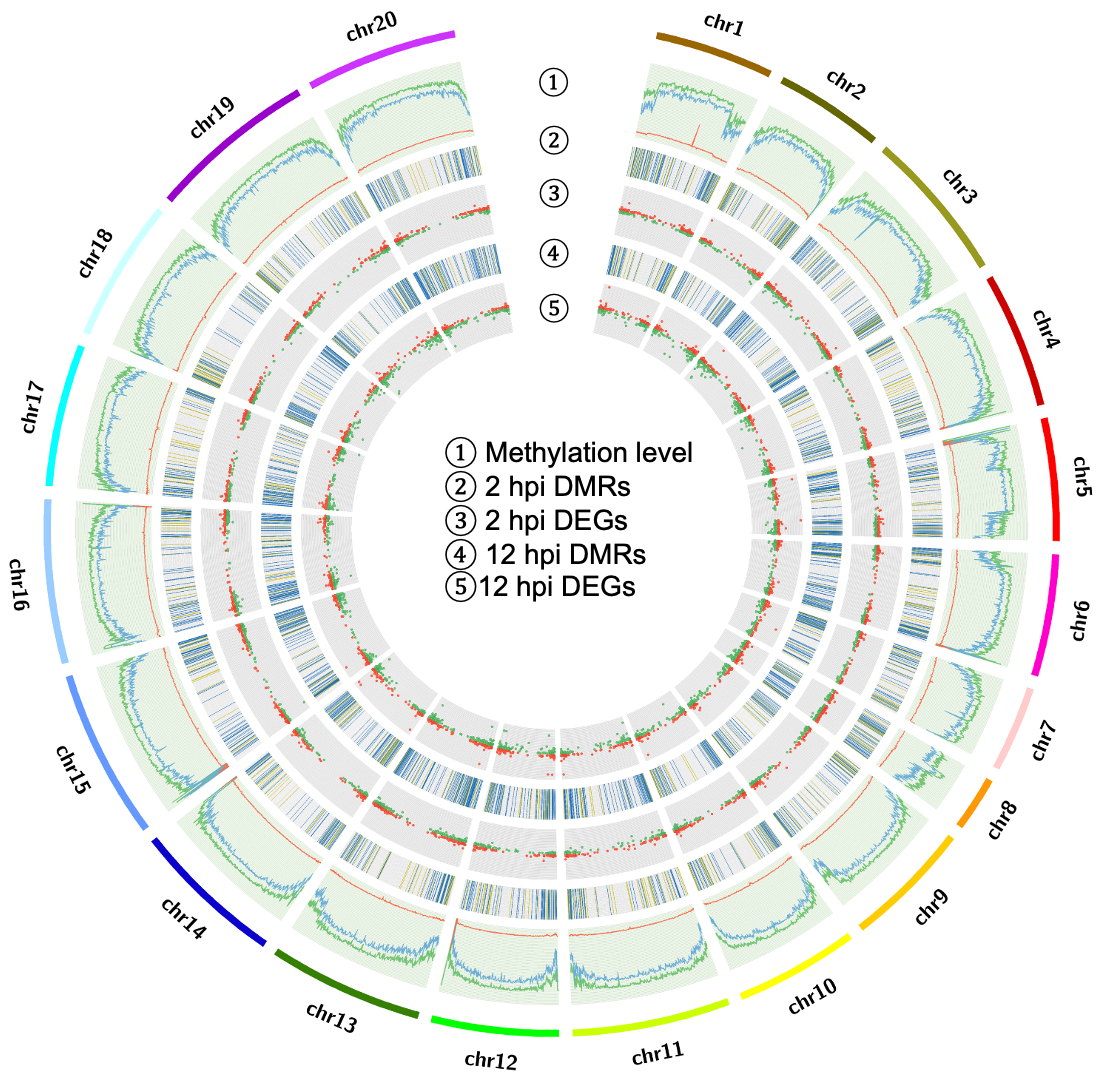 chr1
chr2
chr3
chr4
chr5
chr6
chr7
chr8
chr9
chr10
chr11
chr12
chr13
chr14
chr15
chr16
chr17
chr18
chr19
chr20
①
②
③
④
⑤
① Methylation level
② 2 hpi DMRs
③ 2 hpi DEGs
④ 12 hpi DMRs
⑤12 hpi DEGs